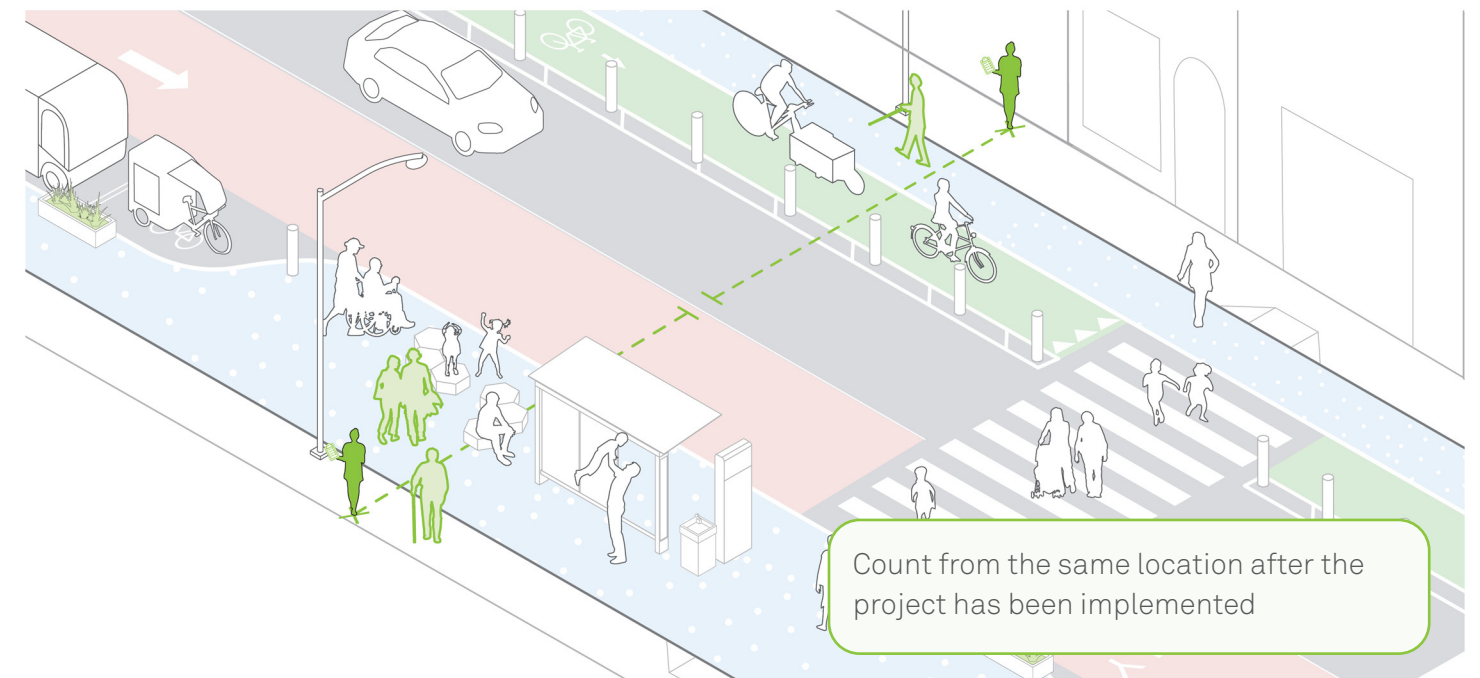 Count from the same location after the
project has been implemented